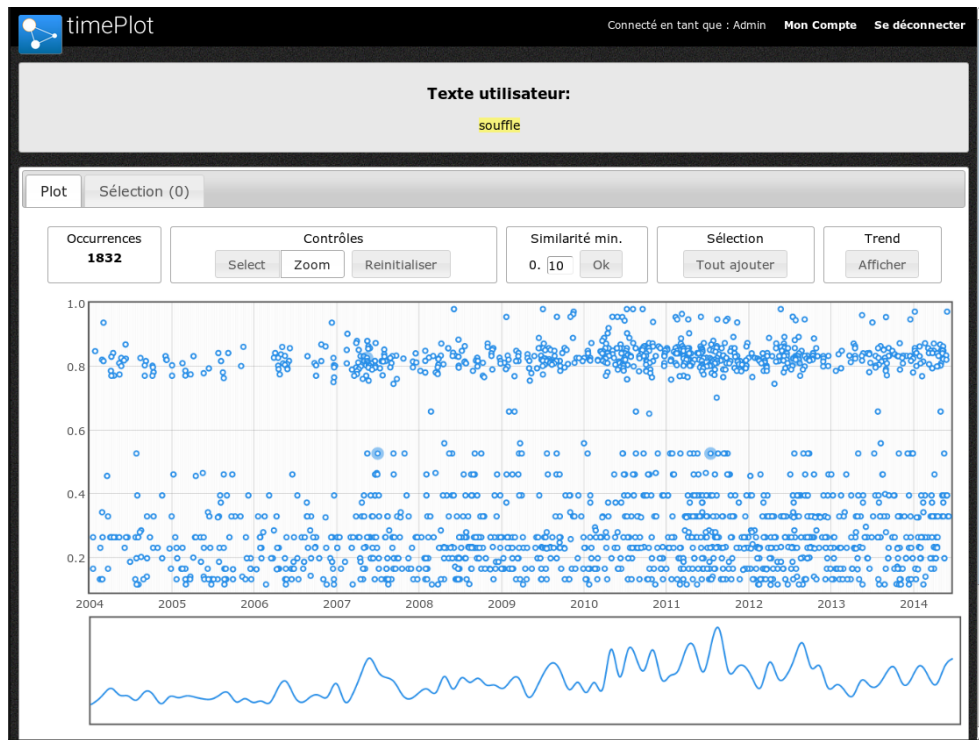 timePlot
Connecté en tant que : Admin Mon Compte Se déconnecter
Texte utilisateur:
souffle
Plot Sélection (0)
Occurrences Contrôles Similarité min. Sélection Trend
1832 Select Zoom Reinitialiser 0. 10 Ok Tout ajouter Afficher
1.0
0.8
0.6
0.4
0.2
2004 2005 2006 2007 2008 2009 2010 2011 2012 2013 2014